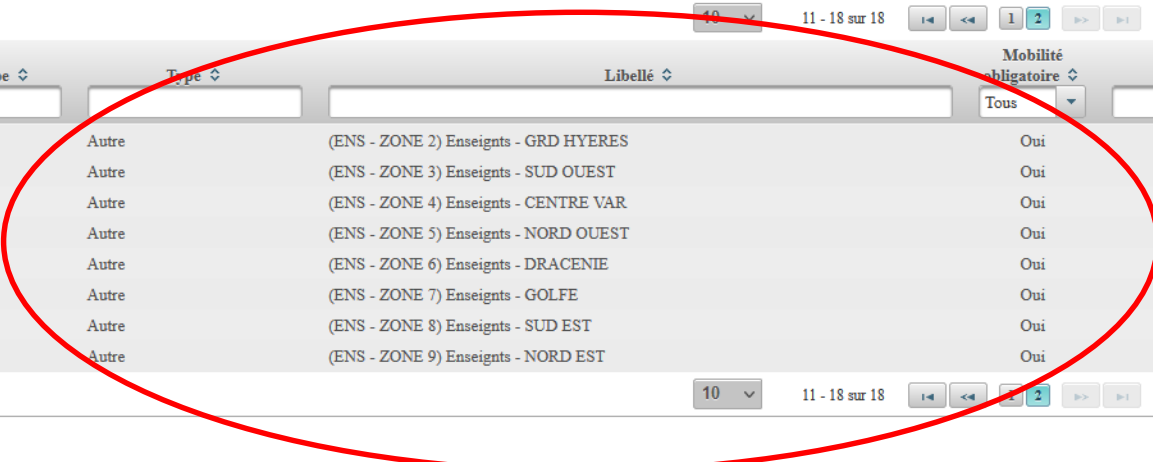 10 11 - 18 sur 18 1 2
Mobilité
pe Type Libellé obligatoire
Tous
Autre (ENS - ZONE 2) Enseignts - GRD HYERES Oui
Autre (ENS - ZONE 3) Enseignts - SUD OUEST Oui
Autre (ENS - ZONE 4) Enseignts - CENTRE VAR Oui
Autre (ENS - ZONE 5) Enseignts - NORD OUEST Oui
Autre (ENS - ZONE 6) Enseignts - DRACENIE Oui
Autre (ENS - ZONE 7) Enseignts - GOLFE Oui
Autre (ENS - ZONE 8) Enseignts - SUD EST Oui
Autre (ENS - ZONE 9) Enseignts - NORD EST Oui
10 11 - 18 sur 18 1 2